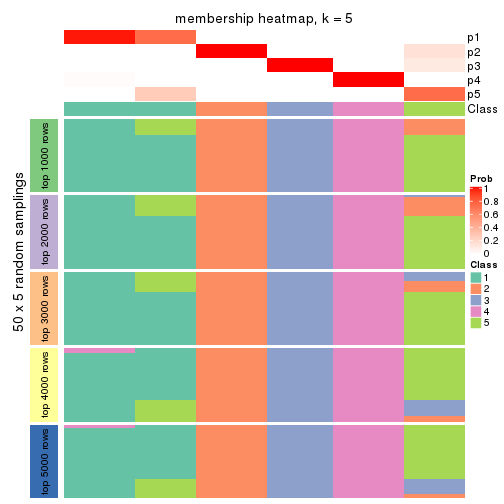 membership heatmap, k = 5
p1
p2
p3
p4
p5
Class
50 x 5 random samplings
top 1000 rows
top 2000 rows
top 3000 rows
top 4000 rows
top 5000 rows
Prob
1
0.8
0.6
0.4
0.2
0
Class
1
2
3
4
5